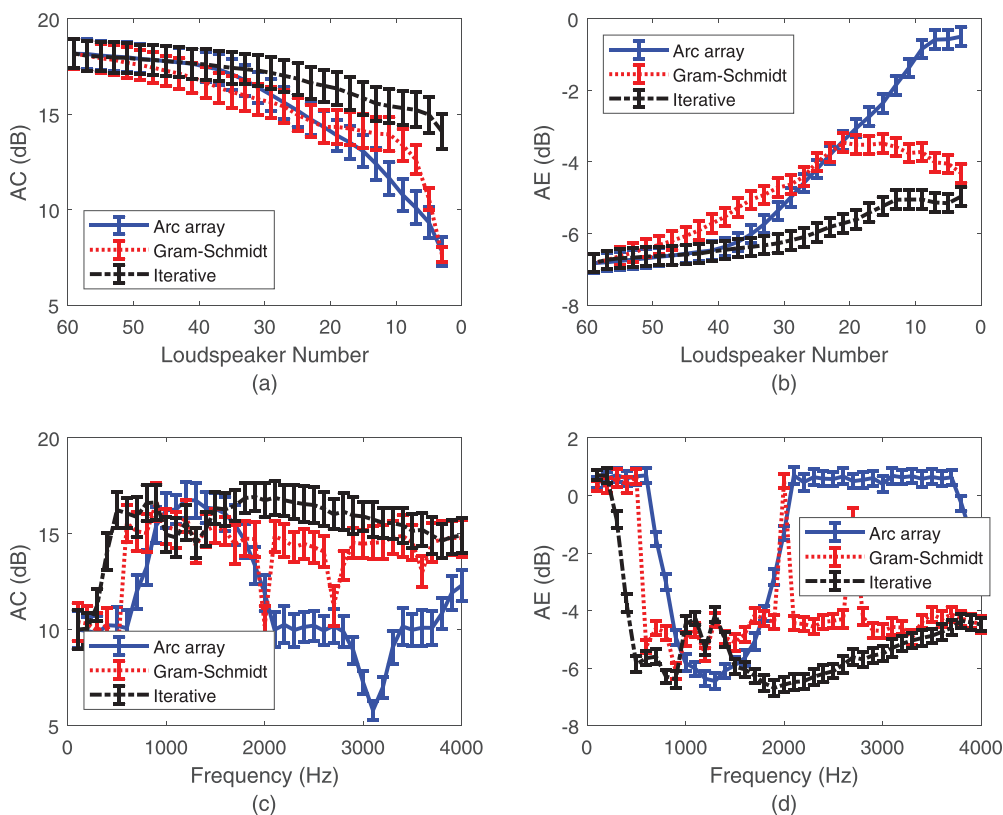 20
15
10
5
AC (dB)
Arc array
Gram-Schmidt
Iterative
60 50 40 30 20 10 0
Loudspeaker Number
(a)
-0
-2
-4
-6
-8
AE (dB)
Arc array
Gram-Schmidt
Iterative
60 50 40 30 20 10 0
Loudspeaker Number
(b)
20
15
10
5
AC (dB)
Arc array
Gram-Schmidt
Iterative
0 1000 2000 3000 4000
Frequency (Hz)
(c)
2
0
-2
-4
-6
-8
AE (dB)
Arc array
Gram-Schmidt
Iterative
0 1000 2000 3000 4000
Frequency (Hz)
(d)